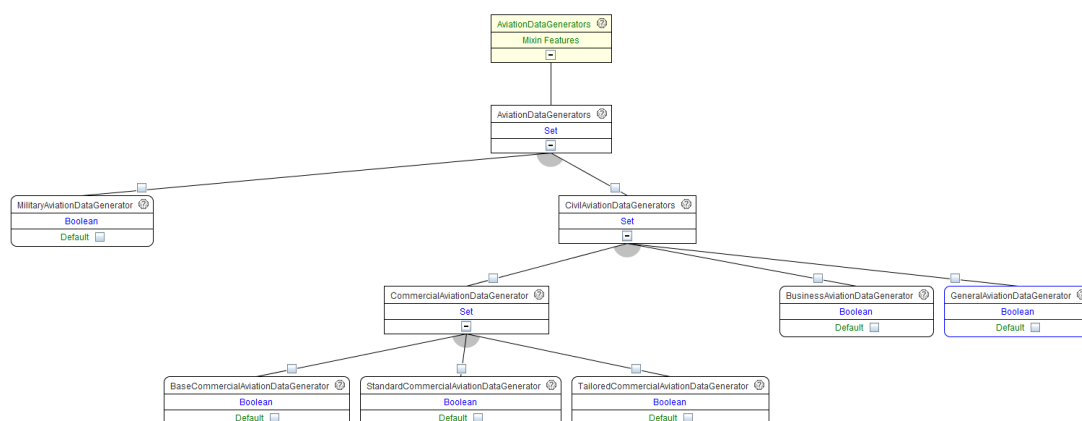 AviationDataGenerators
Mixin Features
AviationDataGenerators
Set
MilitaryAviationDataGenerator
Boolean
Default
CivilAviationDataGenerators
Set
CommercialAviationDataGenerator
Set
BusinessAviationDataGenerator
Boolean
Default
GeneralAviationDataGenerator
Boolean
Default
BaseCommercialAviationDataGenerator
Boolean
Default
StandardCommercialAviationDataGenerator
Boolean
Default
TailoredCommercialAviationDataGenerator
Boolean
Default